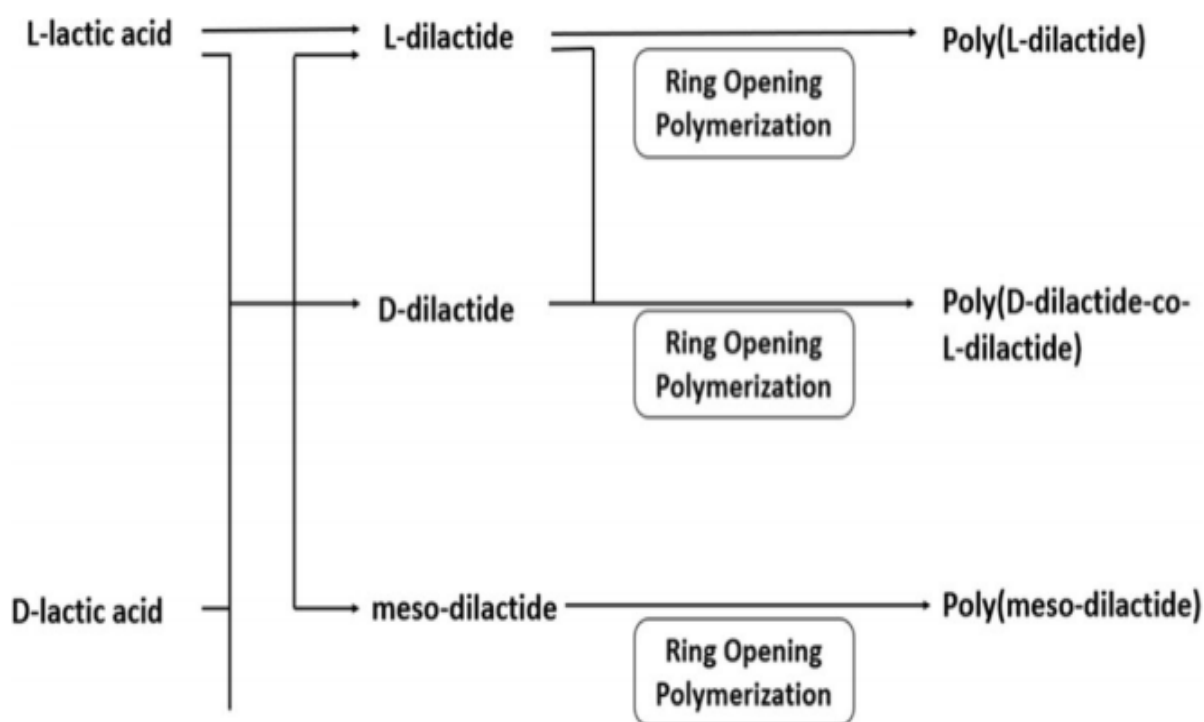 L-lactic acid
L-dilactide
Poly(L-dilactide)
Ring Opening
Polymerization
D-dilactide
Poly(D-dilactide-co-
L-dilactide)
Ring Opening
Polymerization
D-lactic acid
meso-dilactide
Poly(meso-dilactide)
Ring Opening
Polymerization